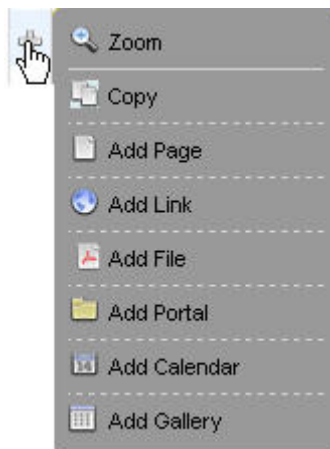 Zoom
Copy
Add Page
Add Link
Add File
Add Portal
Add Calendar
Add Gallery